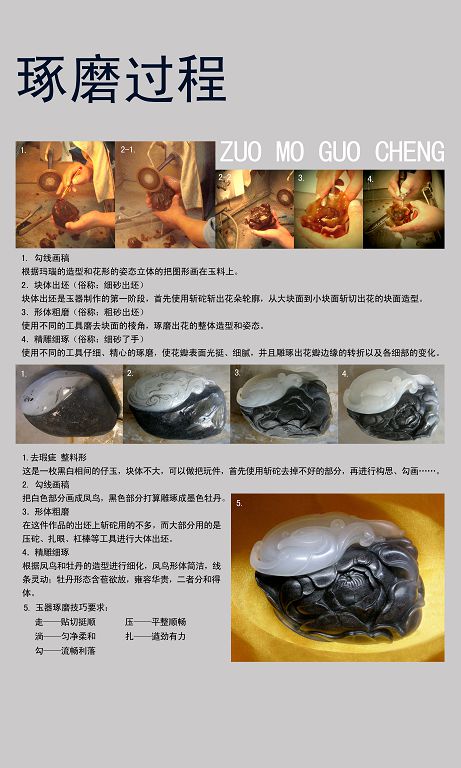 琢磨过程
ZUO MO GUO CHENG
1.
2-1.
2-2
3.
4.
1. 勾线画稿
根据玛瑙的造型和花形的姿态立体的把图形画在玉料上。
2. 块体出坯（俗称：细砂出坯）
块体出坯是玉器制作的第一阶段，首先使用斩砣斩出花朵轮廓，从大块面到小块面斩切出花的块面造型。
3. 形体粗磨（俗称：粗砂出坯）
使用不同的工具磨去块面的棱角，琢磨出花的整体造型和姿态。
4. 精雕细琢（俗称：细砂了手）
使用不同的工具仔细、精心的琢磨，使花瓣表面光挺、细腻，并且雕琢出花瓣边缘的转折以及各细部的变化。
1.
2.
3.
4.
1.去瑕疵 整料形
这是一枚黑白相间的仔玉，块体不大，可以做把玩件，首先使用斩砣去掉不好的部分，再进行构思、勾画……。
2. 勾线画稿
把白色部分画成凤鸟，黑色部分打算雕琢成墨色牡丹。
3. 形体粗磨
在这件作品的出坯上斩砣用的不多，而大部分用的是
压砣、扎眼、杠棒等工具进行大体出坯。
4. 精雕细琢
根据凤鸟和牡丹的造型进行细化，凤鸟形体简洁，线
条灵动；牡丹形态含苞欲放，雍容华贵，二者分和得
体。
5. 玉器琢磨技巧要求：
走──贴切挺顺 压──平整顺畅
淌──匀净柔和 扎──遒劲有力
勾──流畅利落
5.